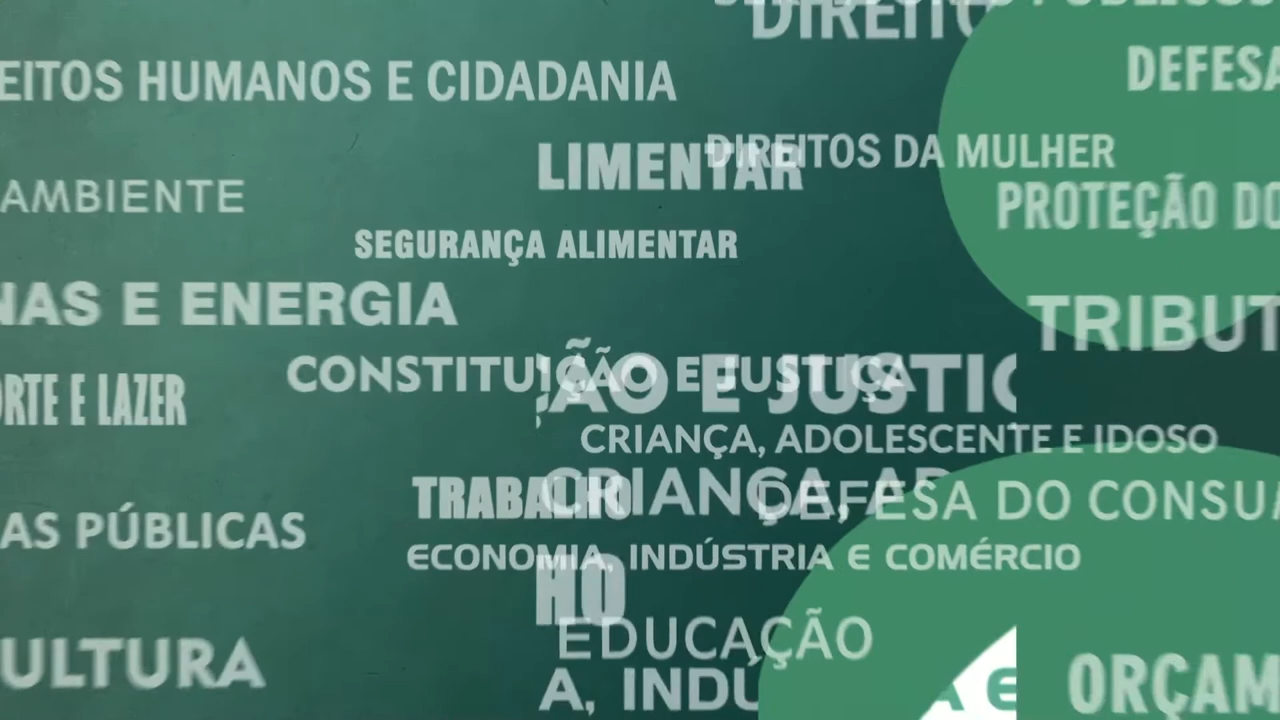 DIREITO
EITOS HUMANOS E CIDADANIA
DEFESA
DIREITOS DA MULHER
LIMENTAR
AMBIENTE
PROTEÇÃO DO
SEGURANÇA ALIMENTAR
NAS E ENERGIA
TRIBUT
CONSTITUIÇÃO E JUSTIÇA
ÃO E JUSTIÇ
ORTE E LAZER
CRIANÇA, ADOLESCENTE E IDOSO
TRABALHO
CRIANÇA, AD
DEFESA DO CONSU
AS PÚBLICAS
ECONOMIA, INDÚSTRIA E COMÉRCIO
HO
EDUCAÇÃO
ULTURA
A, INDÚ
ORÇAM